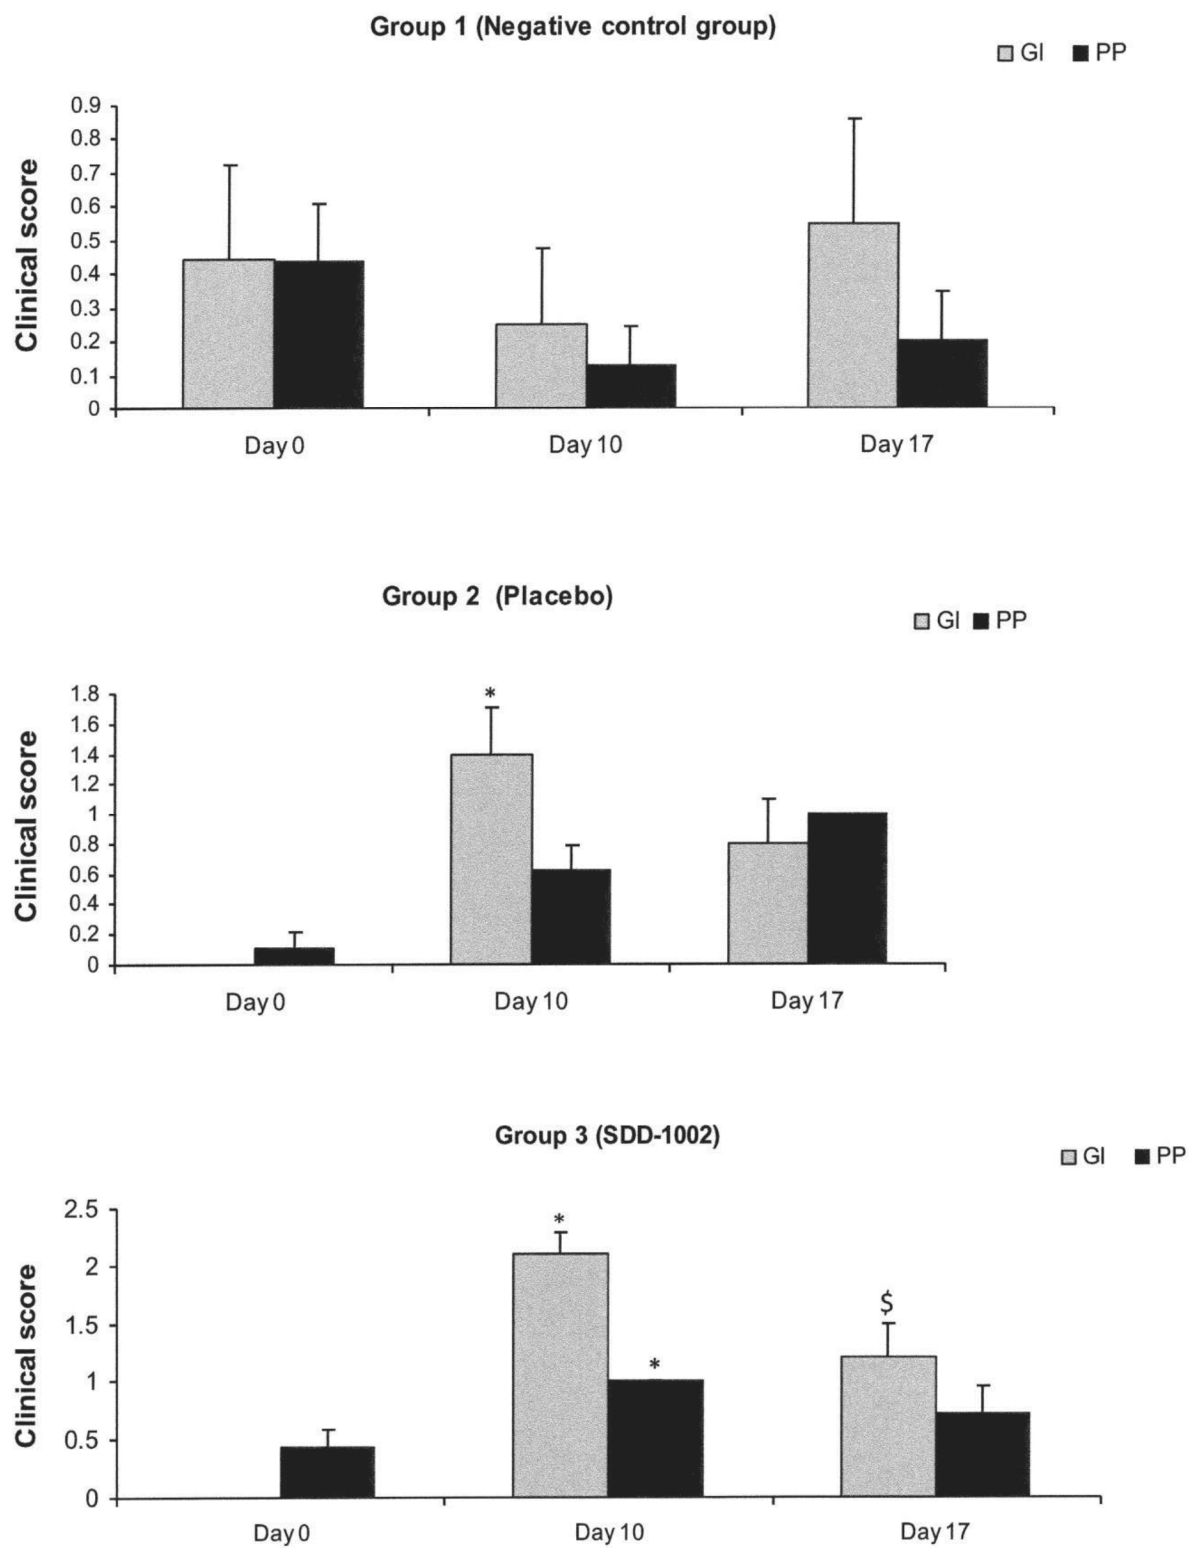 Group 1 (Negative control group)
GI PP
Clinical score
0.9
0.8
0.7
0.6
0.5
0.4
0.3
0.2
0.1
0
Day 0 Day 10 Day 17
Group 2 (Placebo)
GI PP
Clinical score
1.8
1.6
1.4
1.2
1
0.8
0.6
0.4
0.2
0
*
Day 0 Day 10 Day 17
Group 3 (SDD-1002)
GI PP
Clinical score
2.5
2
1.5
1
0.5
0
*
*
$
Day 0 Day 10 Day 17